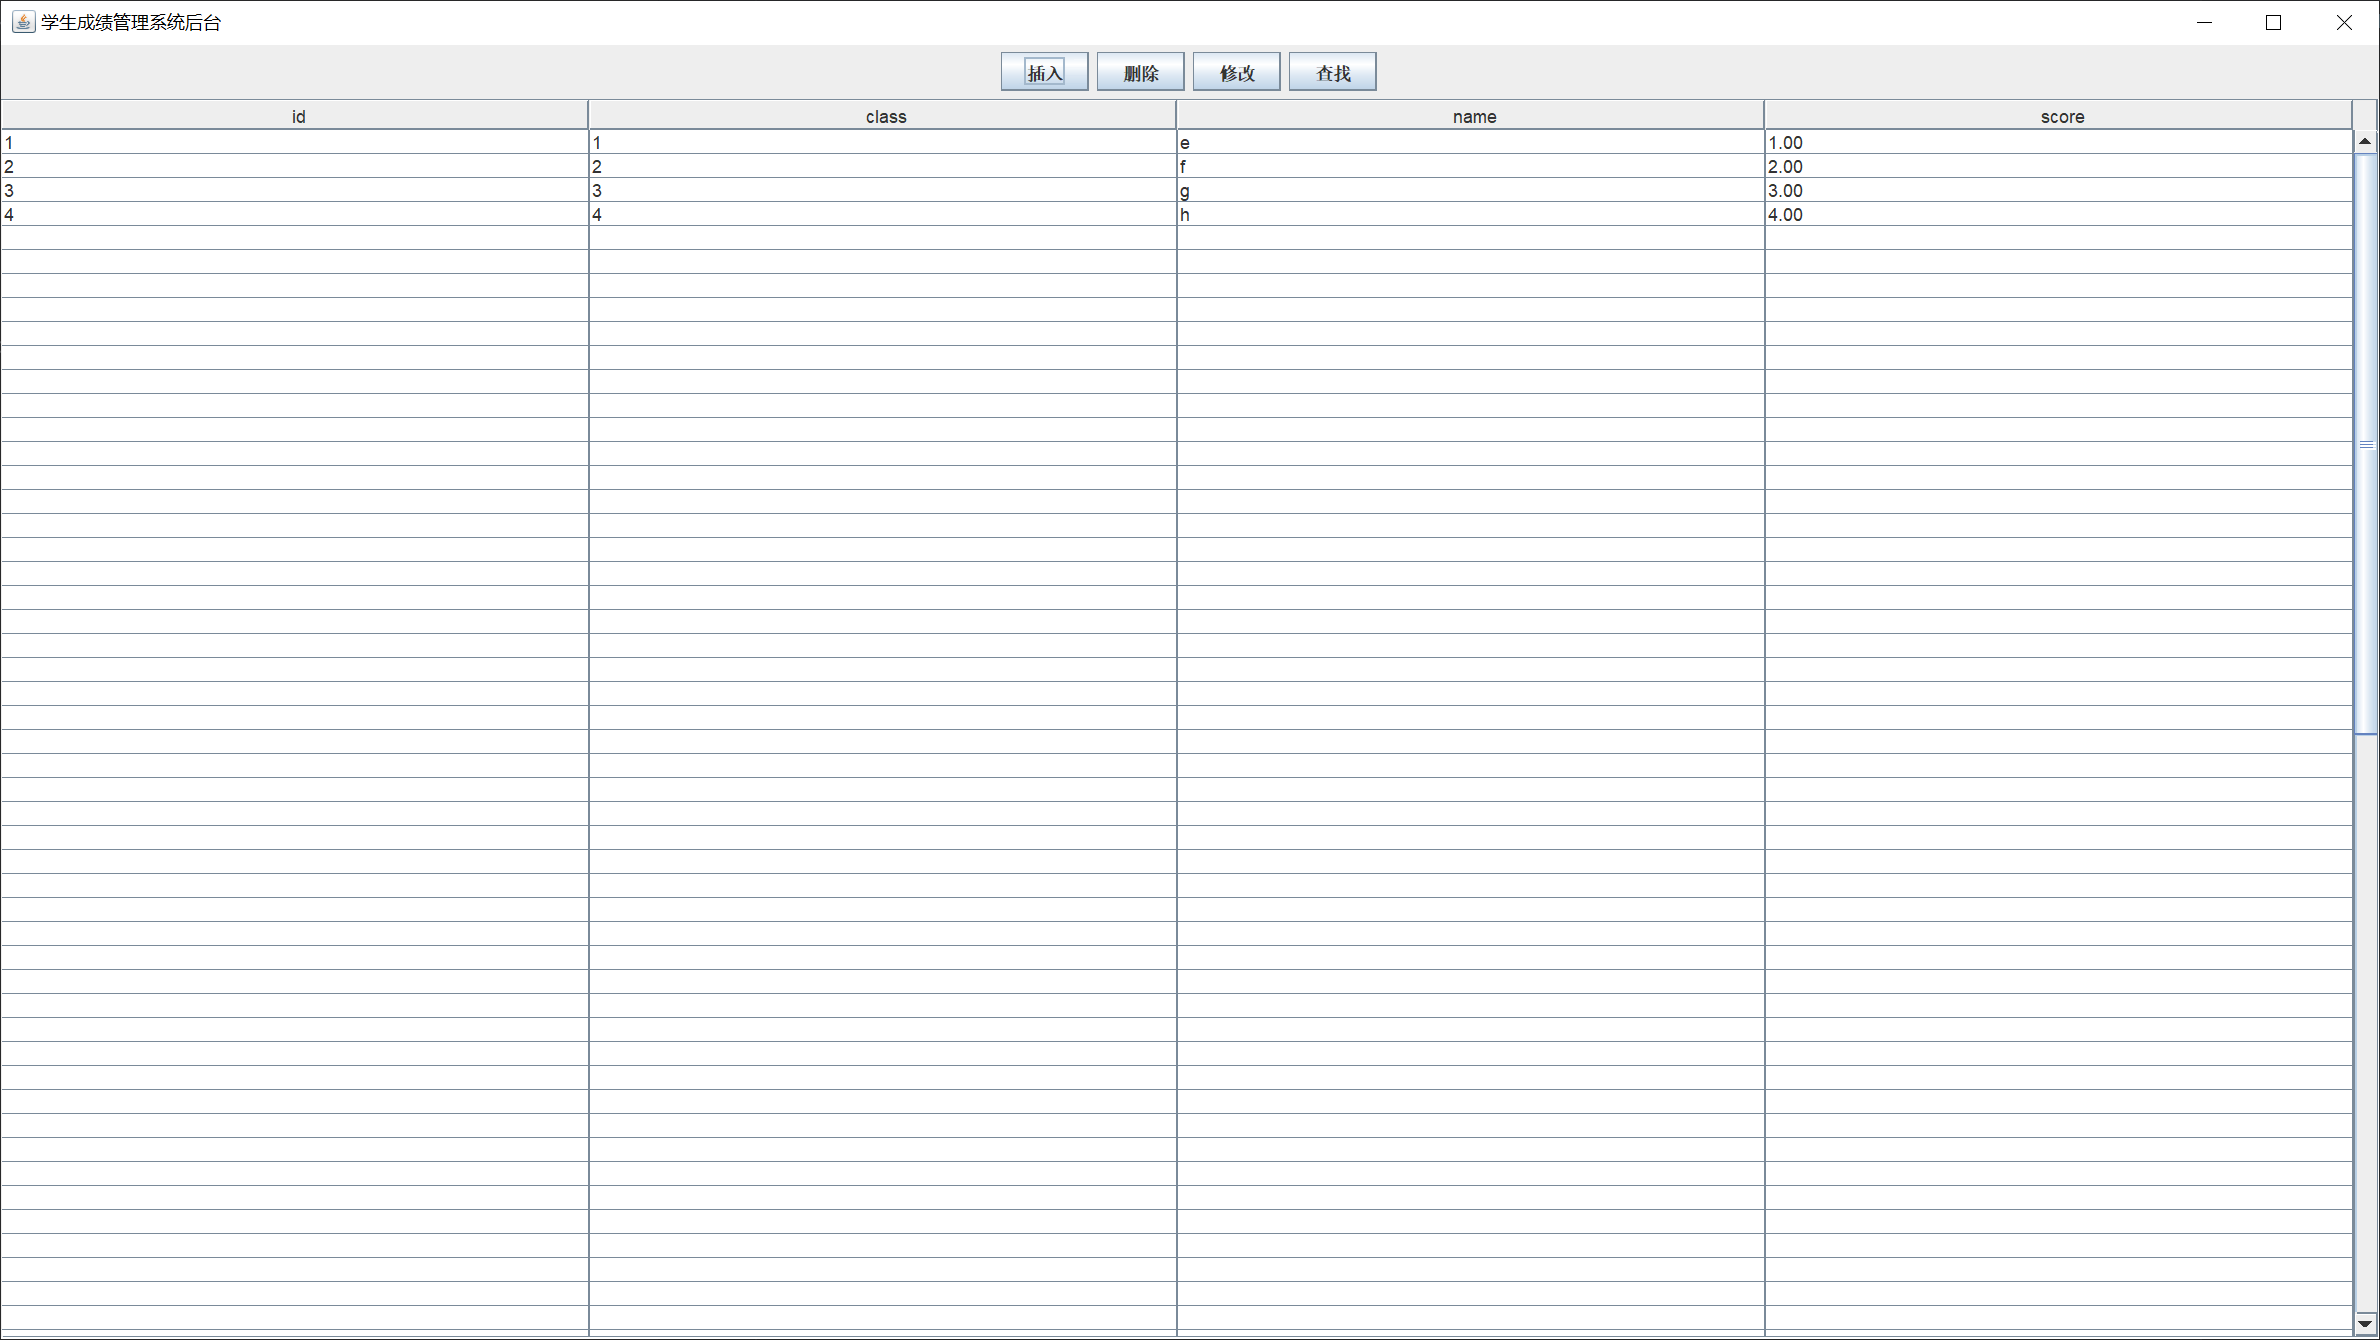 学生成绩管理系统后台
插入 删除 修改 查找
id class name score
1 1 e 1.00
2 2 f 2.00
3 3 g 3.00
4 4 h 4.00